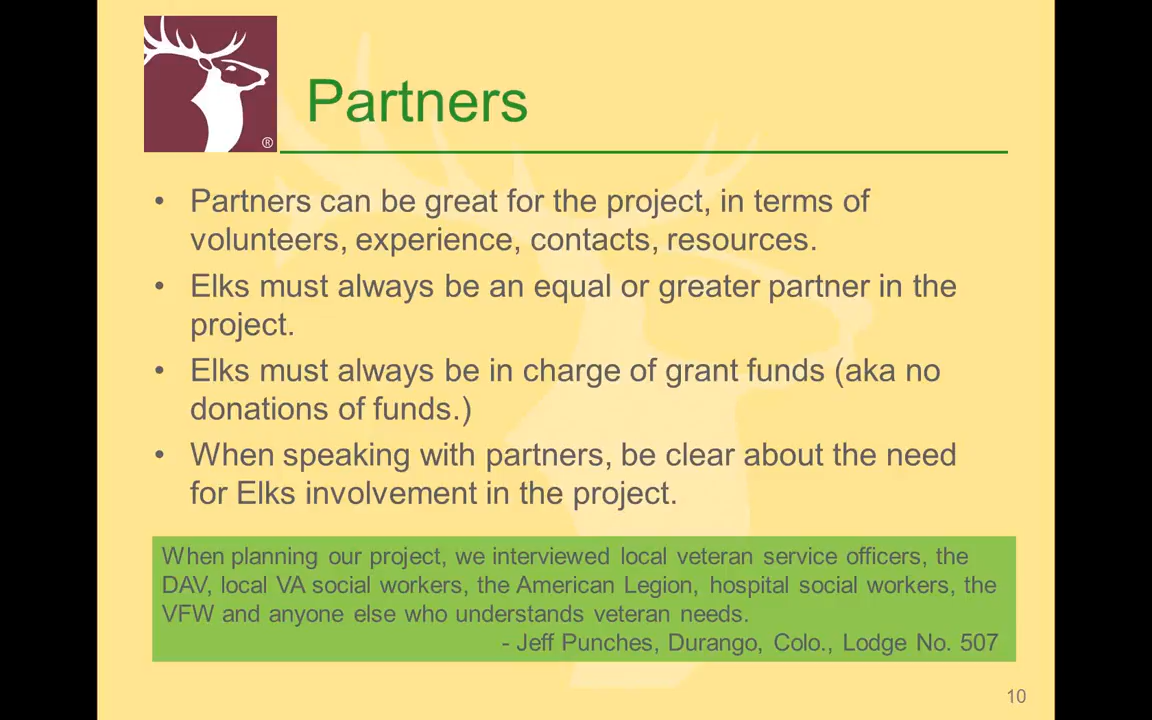 ®
Partners
• Partners can be great for the project, in terms of
volunteers, experience, contacts, resources.
• Elks must always be an equal or greater partner in the
project.
• Elks must always be in charge of grant funds (aka no
donations of funds.)
• When speaking with partners, be clear about the need
for Elks involvement in the project.
When planning our project, we interviewed local veteran service officers, the
DAV, local VA social workers, the American Legion, hospital social workers, the
VFW and anyone else who understands veteran needs.
- Jeff Punches, Durango, Colo., Lodge No. 507
10